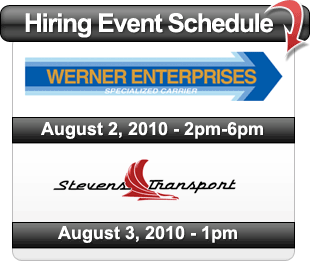 Hiring Event Schedule
WERNER ENTERPRISES
SPECIALIZED CARRIER
August 2, 2010 - 2pm-6pm
Stevens Transport
August 3, 2010 - 1pm